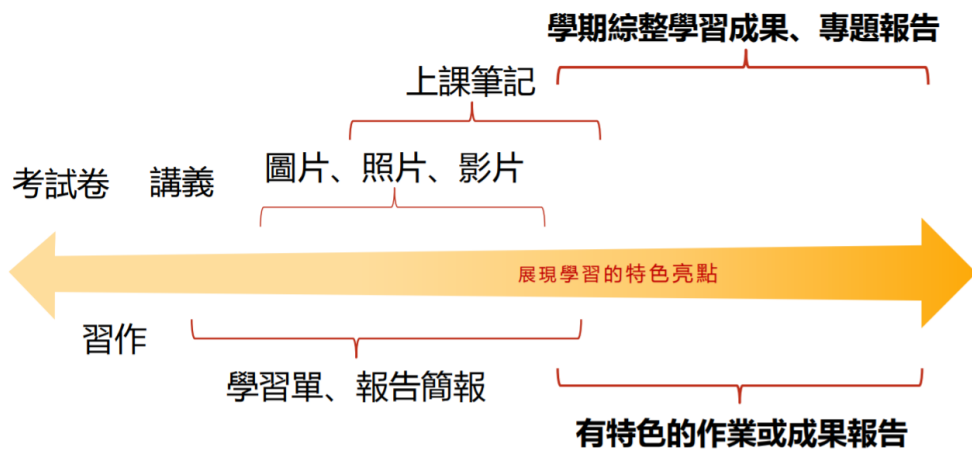 學期綜整學習成果、專題報告
上課筆記
圖片、照片、影片
考試卷 講義
展現學習的特色亮點
習作
學習單、報告簡報
有特色的作業或成果報告